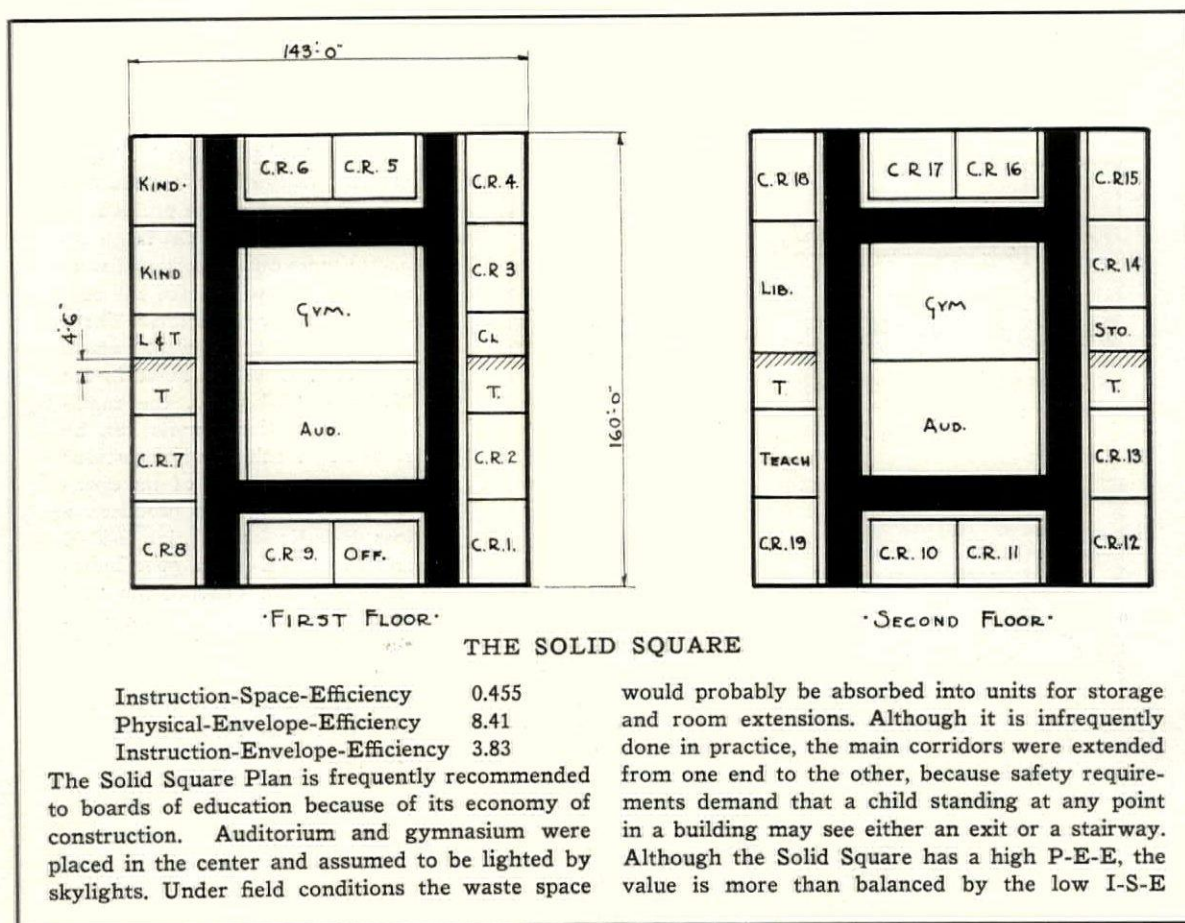 143'-0"
KIND.
C.R. 6
C.R. 5
C.R. 4.
KIND
C.R 3
GYM.
L & T
CL
4'-6"
T
T.
AUD.
C.R.7
C.R.2
C.R.8
C.R 9.
OFF.
C.R.1.
160'-0"
·FIRST FLOOR·
C.R 18
C R 17
C.R 16
C.R15.
LIB.
GYM
C.R. 14
STO.
T.
T.
AUD.
TEACH
C.R.13
C.R.19
C.R. 10
C.R. 11
C.R.12
·SECOND FLOOR·
THE SOLID SQUARE
Instruction-Space-Efficiency 0.455
Physical-Envelope-Efficiency 8.41
Instruction-Envelope-Efficiency 3.83
The Solid Square Plan is frequently recommended
to boards of education because of its economy of
construction. Auditorium and gymnasium were
placed in the center and assumed to be lighted by
skylights. Under field conditions the waste space
would probably be absorbed into units for storage
and room extensions. Although it is infrequently
done in practice, the main corridors were extended
from one end to the other, because safety require-
ments demand that a child standing at any point
in a building may see either an exit or a stairway.
Although the Solid Square has a high P-E-E, the
value is more than balanced by the low I-S-E